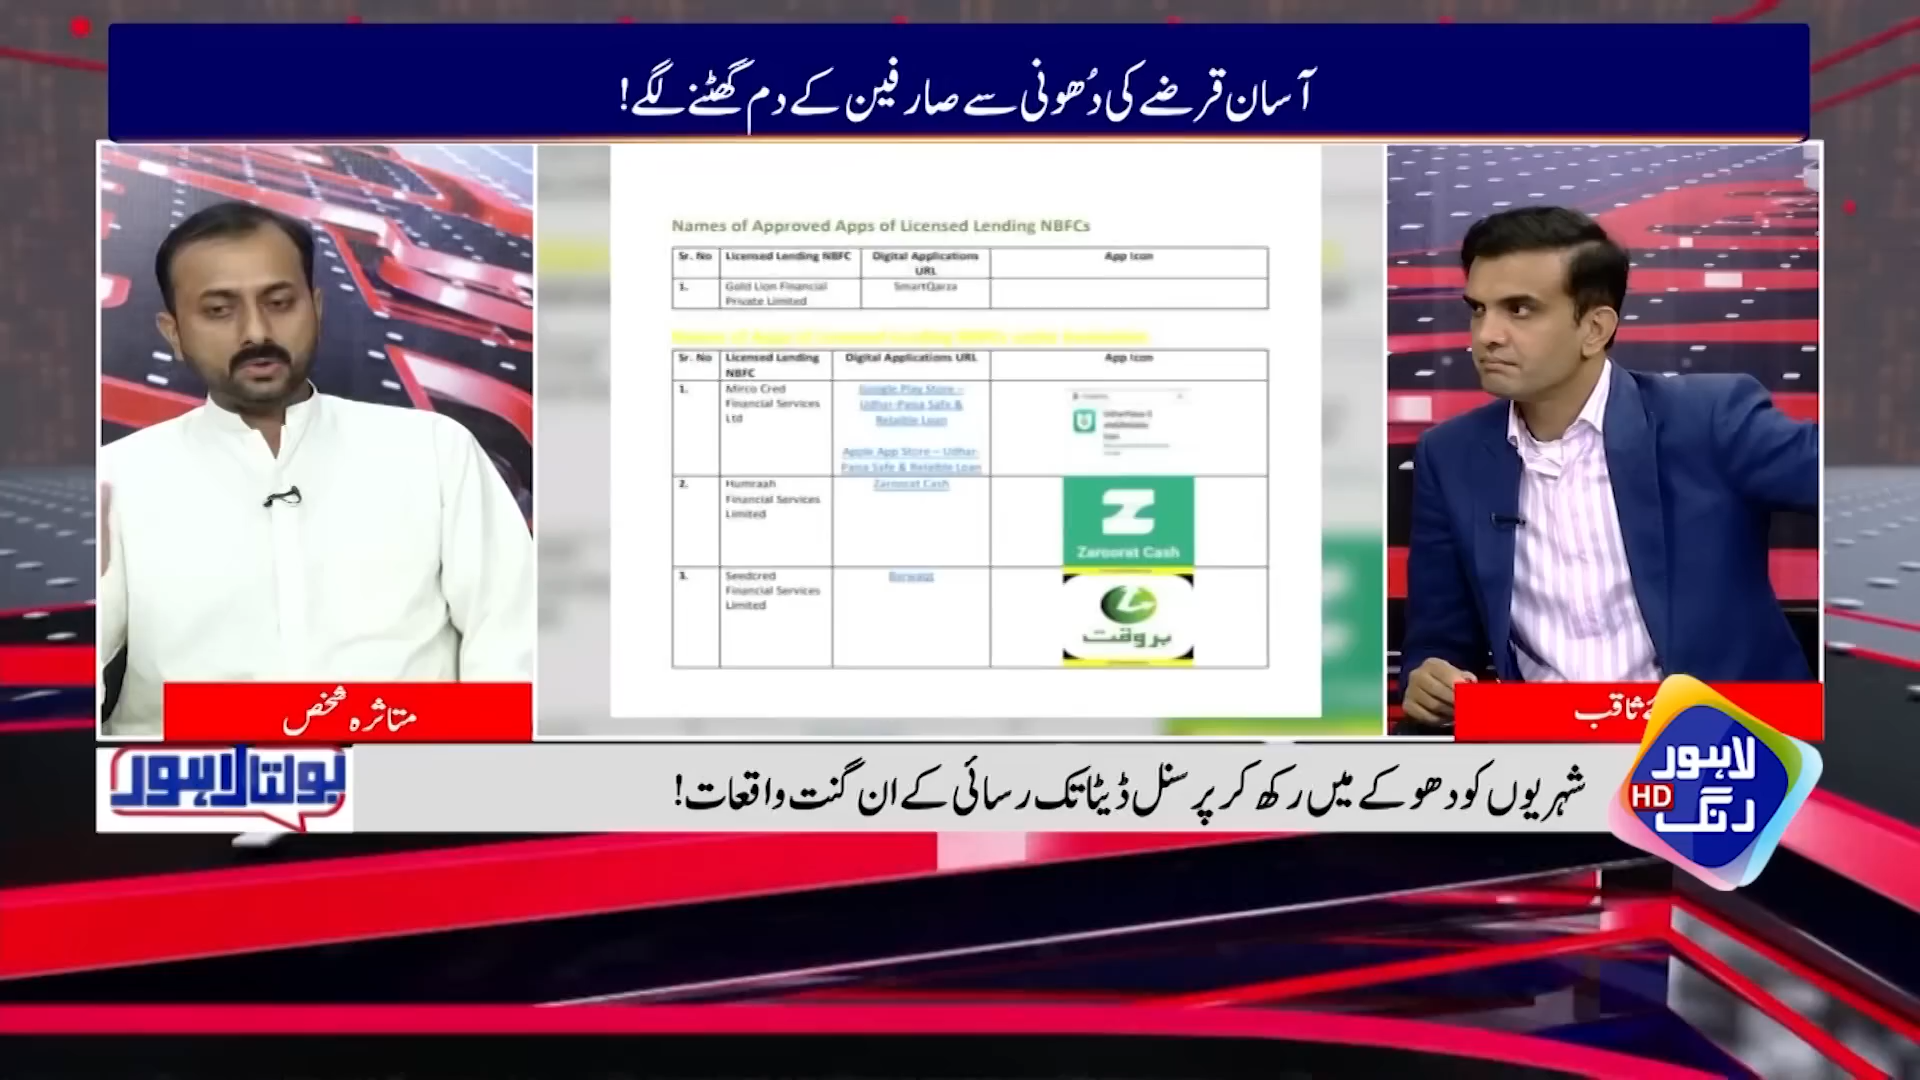 آسان قرضے کی دُھونی سے صارفین کے دم گھٹنے لگے!
Names of Approved Apps of Licensed Lending NBFCs
Sr. No Licensed Lending NBFC Digital Applications URL App Icon
1. Gold Lion Financial Private Limited SmartQarza
Sr. No Licensed Lending NBFC Digital Applications URL App Icon
1. Mirco Cred Financial Services Ltd Google Play Store – Udhar-Paisa Safe & Relaible Loan
Apple App Store – Udhar-Paisa Safe & Relaible Loan
2. Humraah Financial Services Limited Zaroorat Cash
Zaroorat Cash
3. Seedcred Financial Services Limited Barwaqt
بروقت
متاثرہ شخص
ثاقب
بولتا لاہور
شہریوں کو دھوکے میں رکھ کر پرسنل ڈیٹا تک رسائی کے ان گنت واقعات!
لاہور
HD رنگ